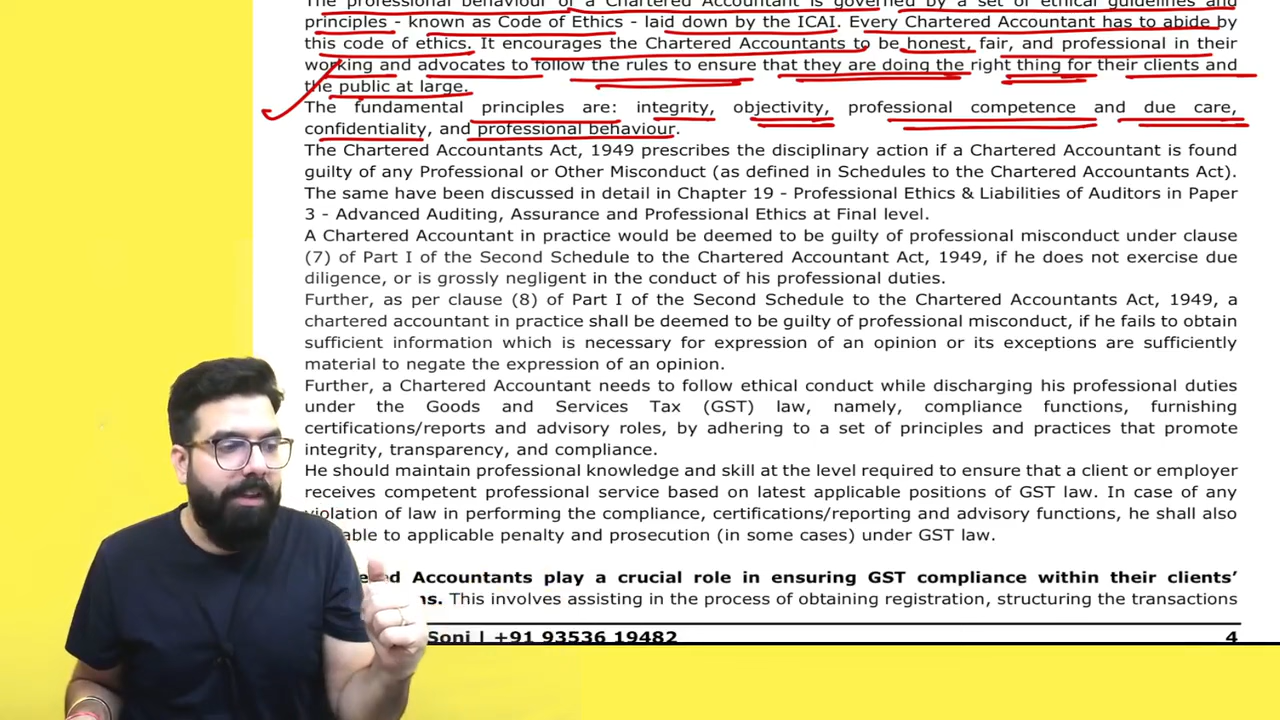 The professional behaviour of a Chartered Accountant is governed by a set of ethical guidelines and
principles - known as Code of Ethics - laid down by the ICAI. Every Chartered Accountant has to abide by
this code of ethics. It encourages the Chartered Accountants to be honest, fair, and professional in their
working and advocates to follow the rules to ensure that they are doing the right thing for their clients and
the public at large.
The fundamental principles are: integrity, objectivity, professional competence and due care,
confidentiality, and professional behaviour.
The Chartered Accountants Act, 1949 prescribes the disciplinary action if a Chartered Accountant is found
guilty of any Professional or Other Misconduct (as defined in Schedules to the Chartered Accountants Act).
The same have been discussed in detail in Chapter 19 - Professional Ethics & Liabilities of Auditors in Paper
3 - Advanced Auditing, Assurance and Professional Ethics at Final level.
A Chartered Accountant in practice would be deemed to be guilty of professional misconduct under clause
(7) of Part I of the Second Schedule to the Chartered Accountant Act, 1949, if he does not exercise due
diligence, or is grossly negligent in the conduct of his professional duties.
Further, as per clause (8) of Part I of the Second Schedule to the Chartered Accountants Act, 1949, a
chartered accountant in practice shall be deemed to be guilty of professional misconduct, if he fails to obtain
sufficient information which is necessary for expression of an opinion or its exceptions are sufficiently
material to negate the expression of an opinion.
Further, a Chartered Accountant needs to follow ethical conduct while discharging his professional duties
under the Goods and Services Tax (GST) law, namely, compliance functions, furnishing
certifications/reports and advisory roles, by adhering to a set of principles and practices that promote
integrity, transparency, and compliance.
He should maintain professional knowledge and skill at the level required to ensure that a client or employer
receives competent professional service based on latest applicable positions of GST law. In case of any
violation of law in performing the compliance, certifications/reporting and advisory functions, he shall also
to applicable penalty and prosecution (in some cases) under GST law.
Accountants play a crucial role in ensuring GST compliance within their clients'
This involves assisting in the process of obtaining registration, structuring the transactions
Soni | +91 93536 19482 4